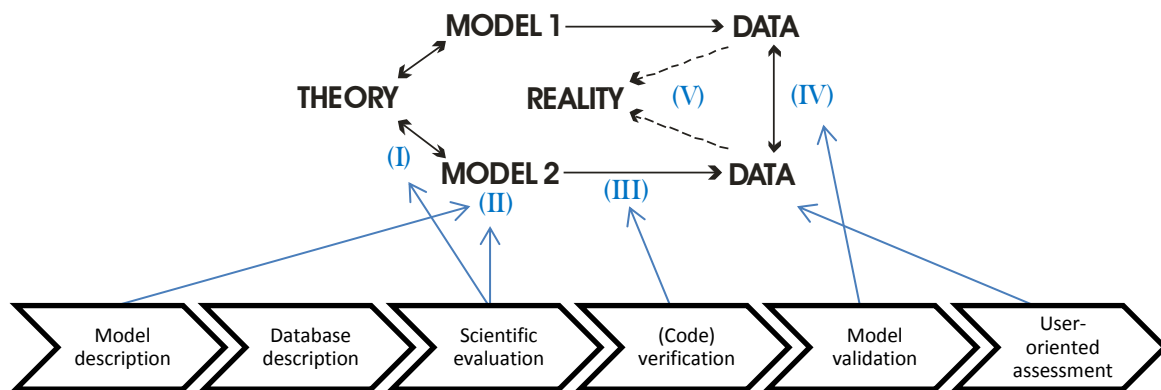 MODEL 1
DATA
THEORY
REALITY
(V)
(IV)
(I)
MODEL 2
DATA
(II)
(III)
Model
description
Database
description
Scientific
evaluation
(Code)
verification
Model
validation
User-
oriented
assessment